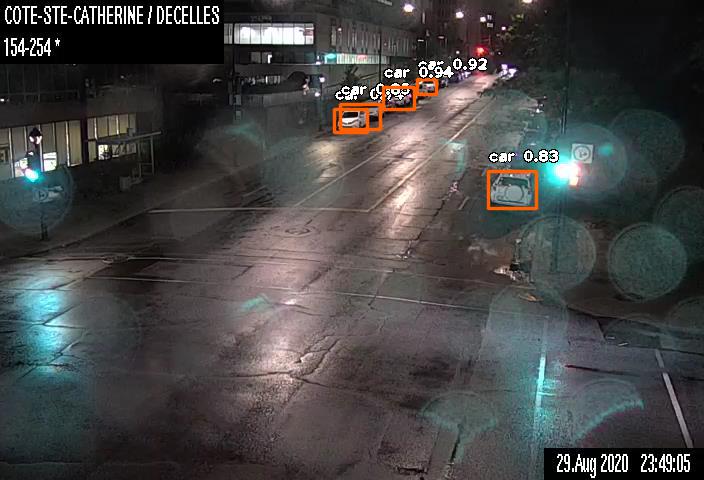 COTE-STE-CATHERINE / DECELLES
154-254 *
car 0.92
car 0.94
car 0.83
29.Aug 2020 23:49:05